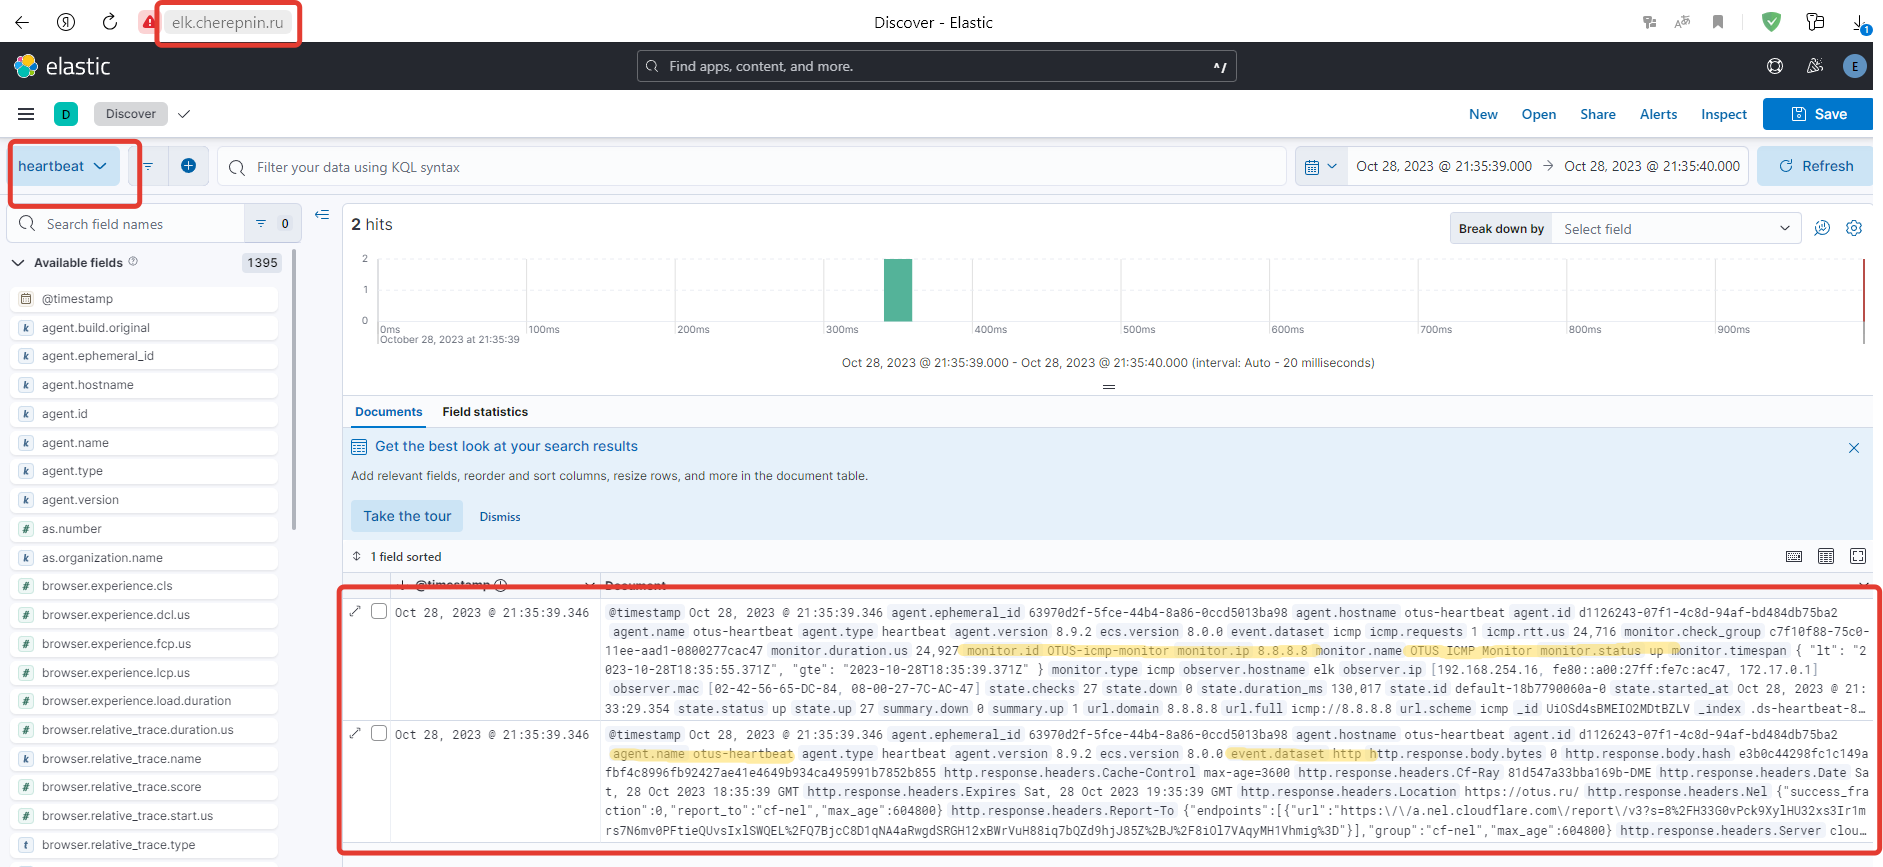 elk.cherepnin.ru
Discover - Elastic
1
elastic
Find apps, content, and more.
^/
E
D
Discover
New
Open
Share
Alerts
Inspect
Save
heartbeat
Filter your data using KQL syntax
Oct 28, 2023 @ 21:35:39.000 → Oct 28, 2023 @ 21:35:40.000
Refresh
Search field names
0
Available fields
1395
@timestamp
k agent.build.original
k agent.ephemeral_id
k agent.hostname
k agent.id
k agent.name
k agent.type
k agent.version
# as.number
k as.organization.name
# browser.experience.cls
# browser.experience.dcl.us
# browser.experience.fcp.us
# browser.experience.lcp.us
# browser.experience.load.duration
# browser.relative_trace.duration.us
k browser.relative_trace.name
# browser.relative_trace.score
# browser.relative_trace.start.us
t browser.relative_trace.type
2 hits
Break down by
Select field
2
1
0
0ms
100ms
200ms
300ms
400ms
500ms
600ms
700ms
800ms
900ms
October 28, 2023 at 21:35:39
Oct 28, 2023 @ 21:35:39.000 - Oct 28, 2023 @ 21:35:40.000 (interval: Auto - 20 milliseconds)
Documents
Field statistics
Get the best look at your search results
Add relevant fields, reorder and sort columns, resize rows, and more in the document table.
Take the tour
Dismiss
1 field sorted
@timestamp
Document
Oct 28, 2023 @ 21:35:39.346
@timestamp Oct 28, 2023 @ 21:35:39.346 agent.ephemeral_id 63970d2f-5fce-44b4-8a86-0ccd5013ba98 agent.hostname otus-heartbeat agent.id d1126243-07f1-4c8d-94af-bd484db75ba2
agent.name otus-heartbeat agent.type heartbeat agent.version 8.9.2 ecs.version 8.0.0 event.dataset icmp icmp.requests 1 icmp.rtt.us 24,716 monitor.check_group c7f10f88-75c0-
11ee-aad1-0800277cac47 monitor.duration.us 24,927 monitor.id OTUS-icmp-monitor monitor.ip 8.8.8.8 monitor.name OTUS ICMP Monitor monitor.status up monitor.timespan { "lt": "2
023-10-28T18:35:55.371Z", "gte": "2023-10-28T18:35:39.371Z" } monitor.type icmp observer.hostname elk observer.ip [192.168.254.16, fe80::a00:27ff:fe7c:ac47, 172.17.0.1]
observer.mac [02-42-56-65-DC-84, 08-00-27-7C-AC-47] state.checks 27 state.down 0 state.duration_ms 130,017 state.id default-18b7790060a-0 state.started_at Oct 28, 2023 @ 21:
33:29.354 state.status up state.up 27 summary.down 0 summary.up 1 url.domain 8.8.8.8 url.full icmp://8.8.8.8 url.scheme icmp _id UiOSd4sBMEIO2MDtBZLV _index .ds-heartbeat-8…
Oct 28, 2023 @ 21:35:39.346
@timestamp Oct 28, 2023 @ 21:35:39.346 agent.ephemeral_id 63970d2f-5fce-44b4-8a86-0ccd5013ba98 agent.hostname otus-heartbeat agent.id d1126243-07f1-4c8d-94af-bd484db75ba2
agent.name otus-heartbeat agent.type heartbeat agent.version 8.9.2 ecs.version 8.0.0 event.dataset http http.response.body.bytes 0 http.response.body.hash e3b0c44298fc1c149a
fbf4c8996fb92427ae41e4649b934ca495991b7852b855 http.response.headers.Cache-Control max-age=3600 http.response.headers.Cf-Ray 81d547a33bba169b-DME http.response.headers.Date Sa
t, 28 Oct 2023 18:35:39 GMT http.response.headers.Expires Sat, 28 Oct 2023 19:35:39 GMT http.response.headers.Location https://otus.ru/ http.response.headers.Nel {"success_fra
ction":0,"report_to":"cf-nel","max_age":604800} http.response.headers.Report-To {"endpoints":[{"url":"https:\/\/a.nel.cloudflare.com\/report\/v3?s=8%2FH33G0vPck9XylHU32xs3Ir1m
rs7N6mv0PFtieQUvsIxlSWQEL%2FQ7BjcC8D1qNA4aRwgdSRGH12xBWrVuH88iq7bQZd9hjJ85Z%2BJ%2F8iOl7VAqyMH1Vhmig%3D"}],"group":"cf-nel","max_age":604800} http.response.headers.Server clou…